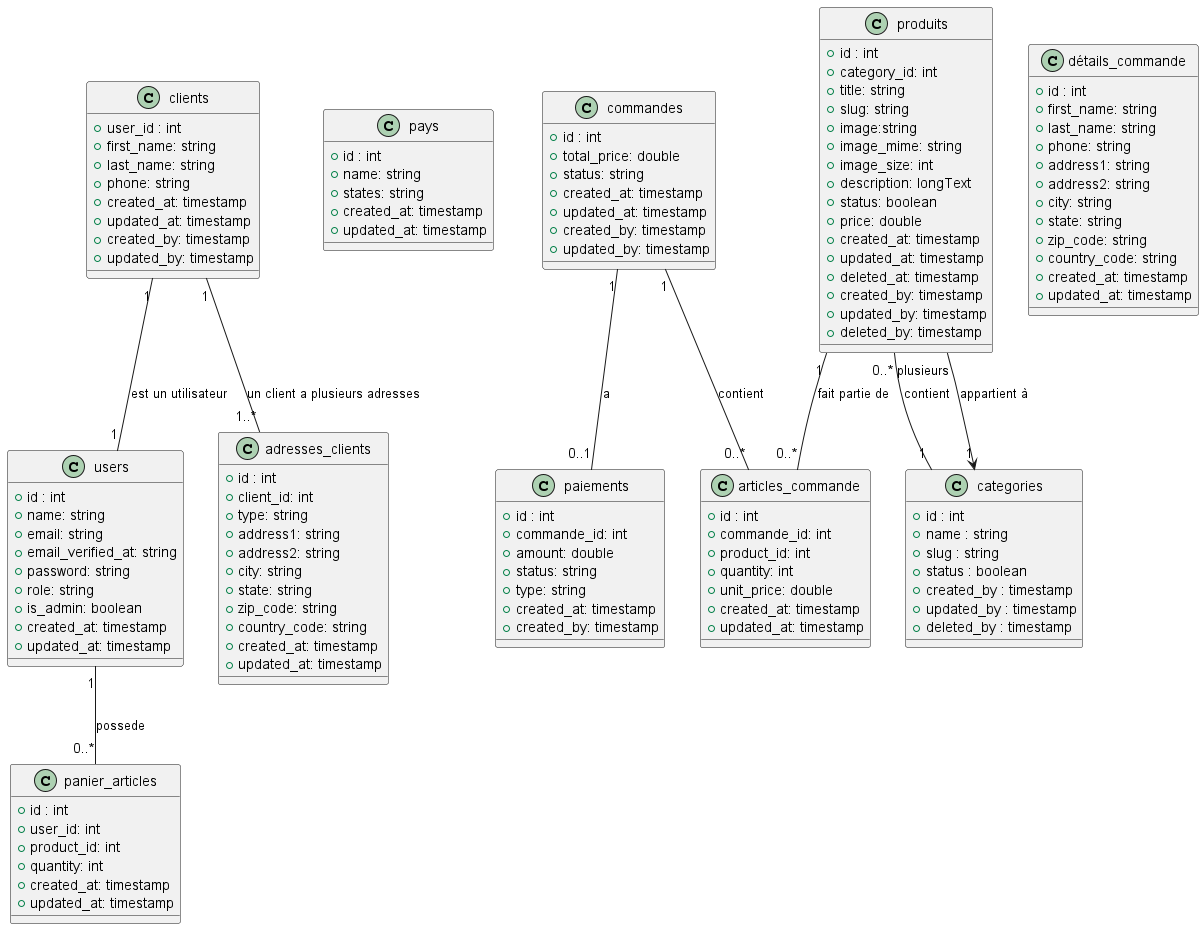 C clients
user_id : int
first_name: string
last_name: string
phone: string
created_at: timestamp
updated_at: timestamp
created_by: timestamp
updated_by: timestamp
C pays
id : int
name: string
states: string
created_at: timestamp
updated_at: timestamp
C commandes
id : int
total_price: double
status: string
created_at: timestamp
updated_at: timestamp
created_by: timestamp
updated_by: timestamp
C produits
id : int
category_id: int
title: string
slug: string
image:string
image_mime: string
image_size: int
description: longText
status: boolean
price: double
created_at: timestamp
updated_at: timestamp
deleted_at: timestamp
created_by: timestamp
updated_by: timestamp
deleted_by: timestamp
C détails_commande
id : int
first_name: string
last_name: string
phone: string
address1: string
address2: string
city: string
state: string
zip_code: string
country_code: string
created_at: timestamp
updated_at: timestamp
1
est un utilisateur
1
1
un client a plusieurs adresses
1..*
1
a
0..1
1
contient
0..*
1
fait partie de
0..*
0..*
contient
1
plusieurs
appartient à
1
C users
id : int
name: string
email: string
email_verified_at: string
password: string
role: string
is_admin: boolean
created_at: timestamp
updated_at: timestamp
C adresses_clients
id : int
client_id: int
type: string
address1: string
address2: string
city: string
state: string
zip_code: string
country_code: string
created_at: timestamp
updated_at: timestamp
C paiements
id : int
commande_id: int
amount: double
status: string
type: string
created_at: timestamp
created_by: timestamp
C articles_commande
id : int
commande_id: int
product_id: int
quantity: int
unit_price: double
created_at: timestamp
updated_at: timestamp
C categories
id : int
name : string
slug : string
status : boolean
created_by : timestamp
updated_by : timestamp
deleted_by : timestamp
1
possede
0..*
C panier_articles
id : int
user_id: int
product_id: int
quantity: int
created_at: timestamp
updated_at: timestamp